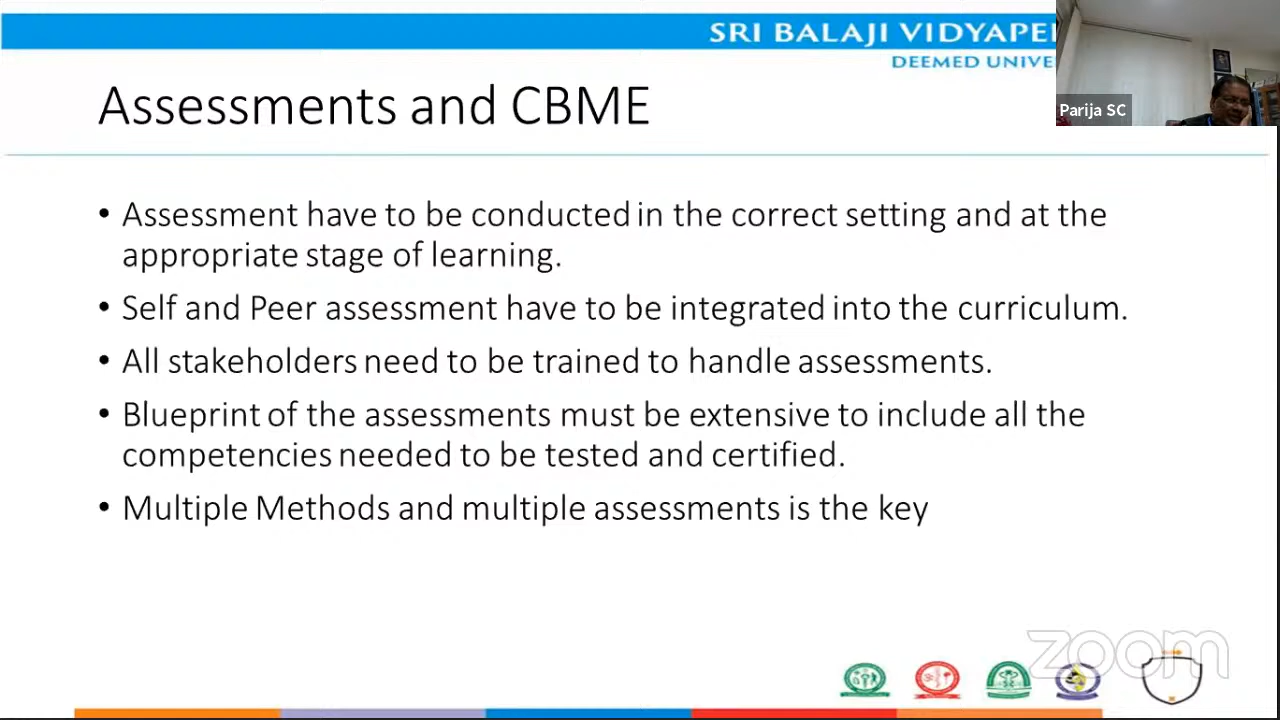 SRI BALAJI VIDYAPE
DEEMED UNIVER
Parija SC
Assessments and CBME
• Assessment have to be conducted in the correct setting and at the
appropriate stage of learning.
• Self and Peer assessment have to be integrated into the curriculum.
• All stakeholders need to be trained to handle assessments.
• Blueprint of the assessments must be extensive to include all the
competencies needed to be tested and certified.
• Multiple Methods and multiple assessments is the key
zoom